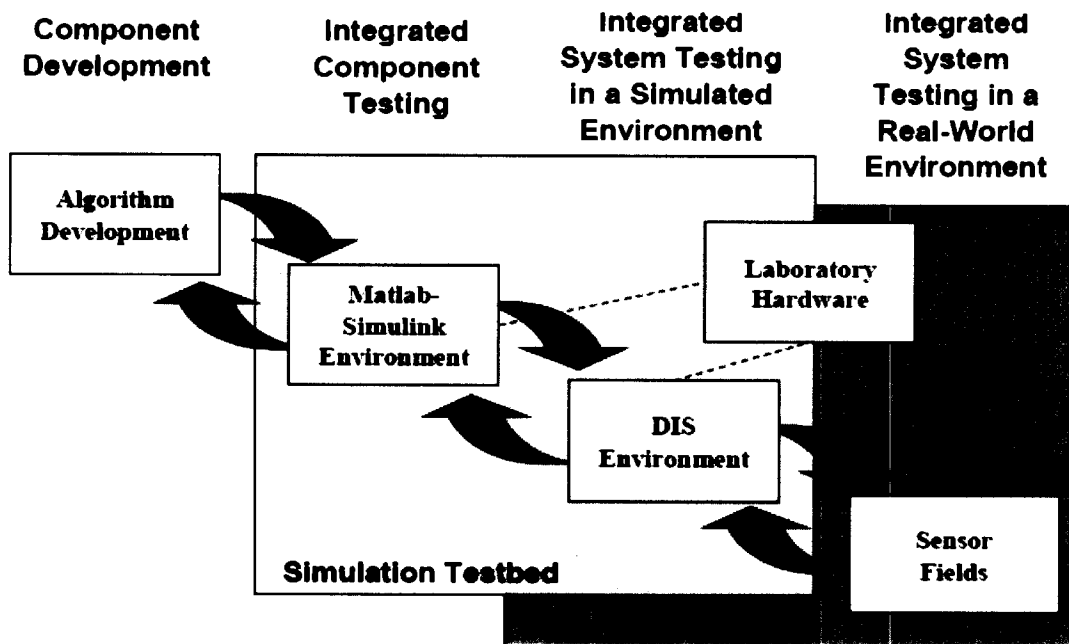 Component
Development
Integrated
Component
Testing
Integrated
System Testing
in a Simulated
Environment
Integrated
System
Testing in a
Real-World
Environment
Algorithm
Development
Matlab-
Simulink
Environment
Laboratory
Hardware
DIS
Environment
Sensor
Fields
Simulation Testbed